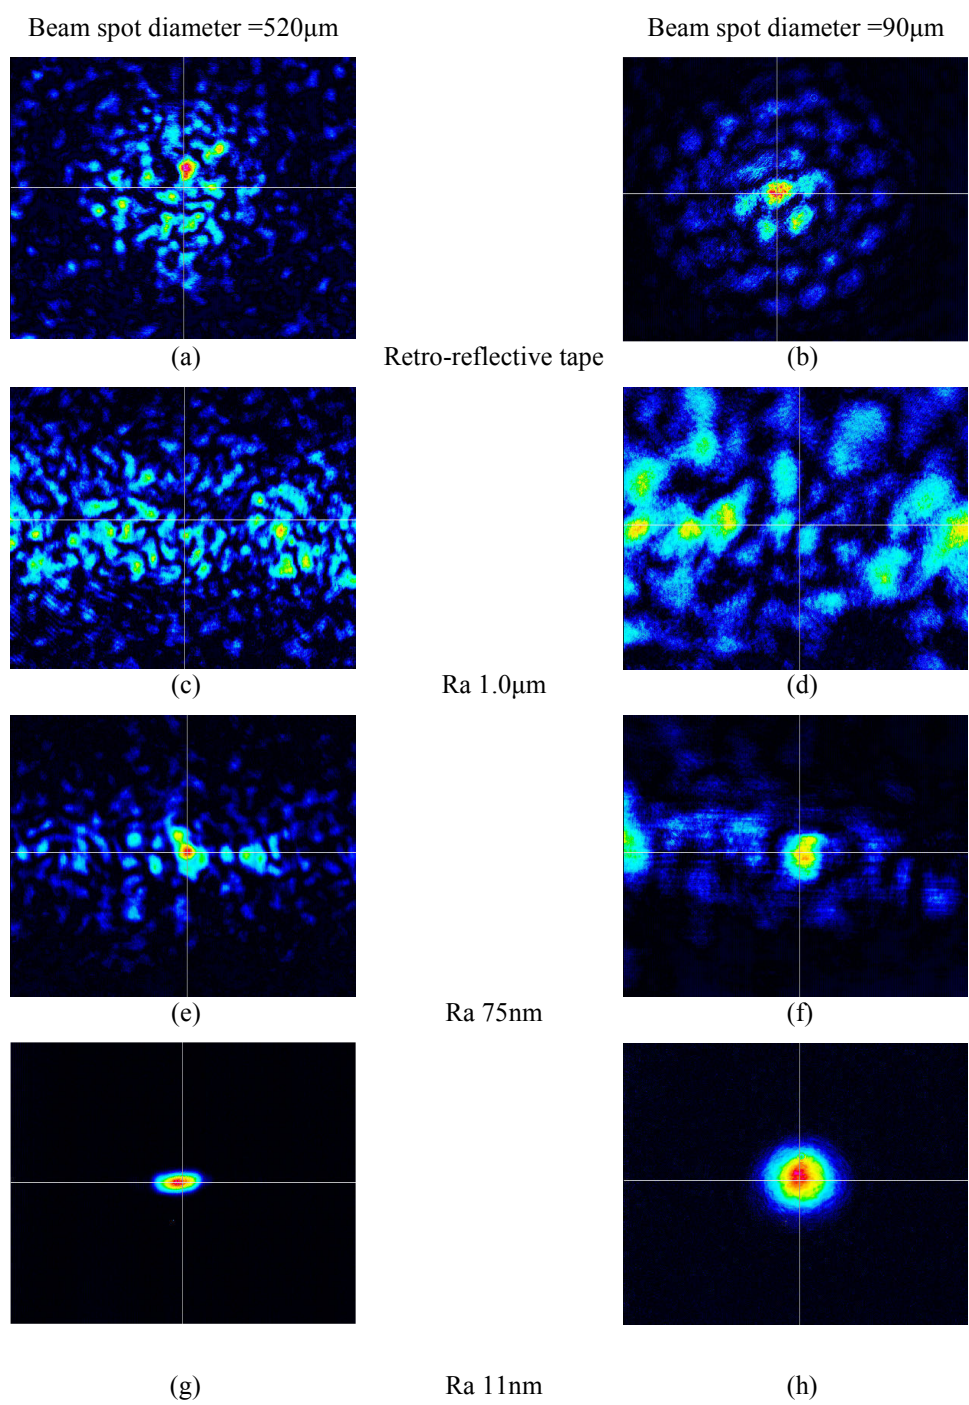 Beam spot diameter =520μm
Beam spot diameter =90μm
(a)
Retro-reflective tape
(b)
(c)
Ra 1.0μm
(d)
(e)
Ra 75nm
(f)
(g)
Ra 11nm
(h)